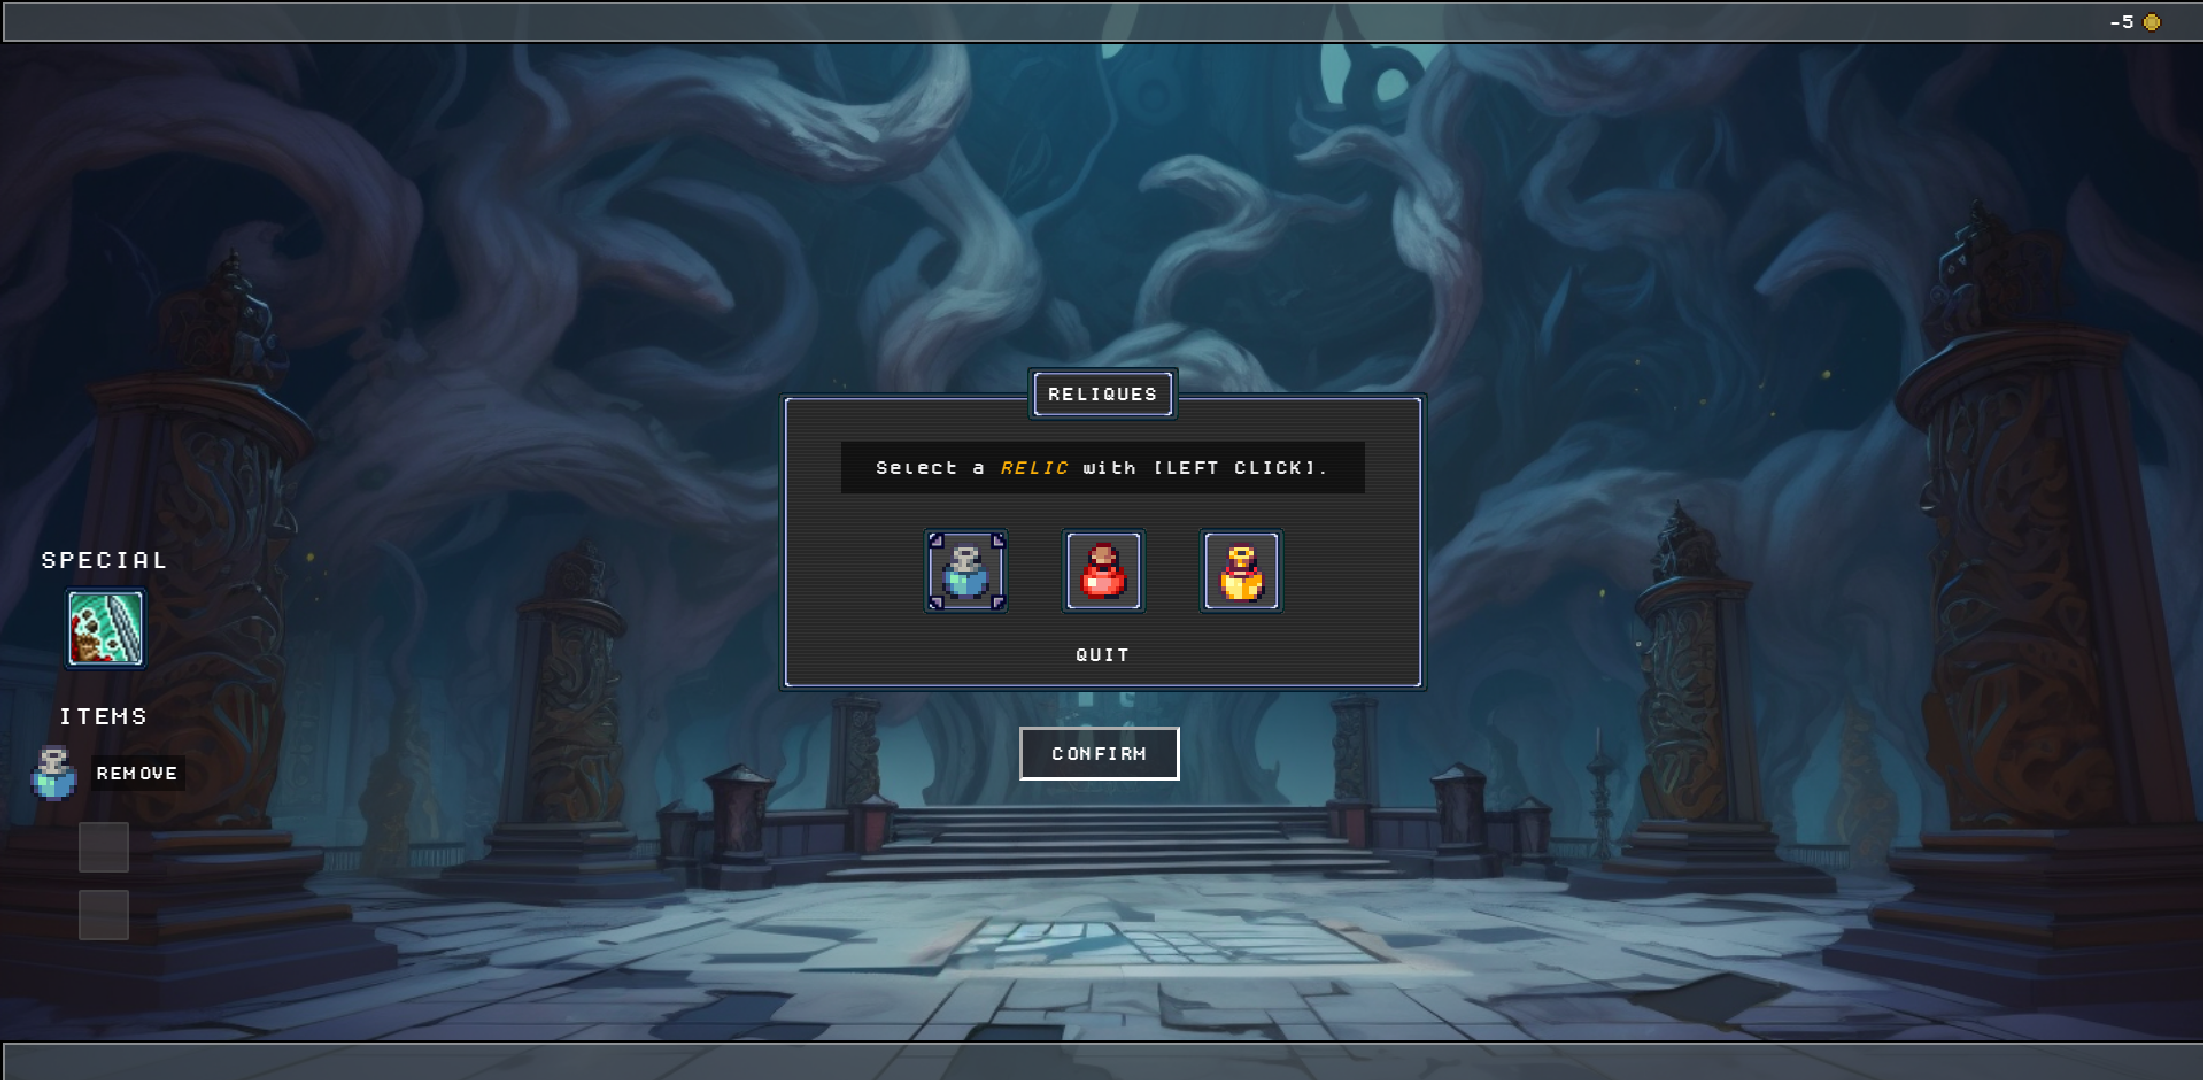 -5
RELIQUES
Select a RELIC with [LEFT CLICK].
QUIT
CONFIRM
SPECIAL
ITEMS
REMOVE